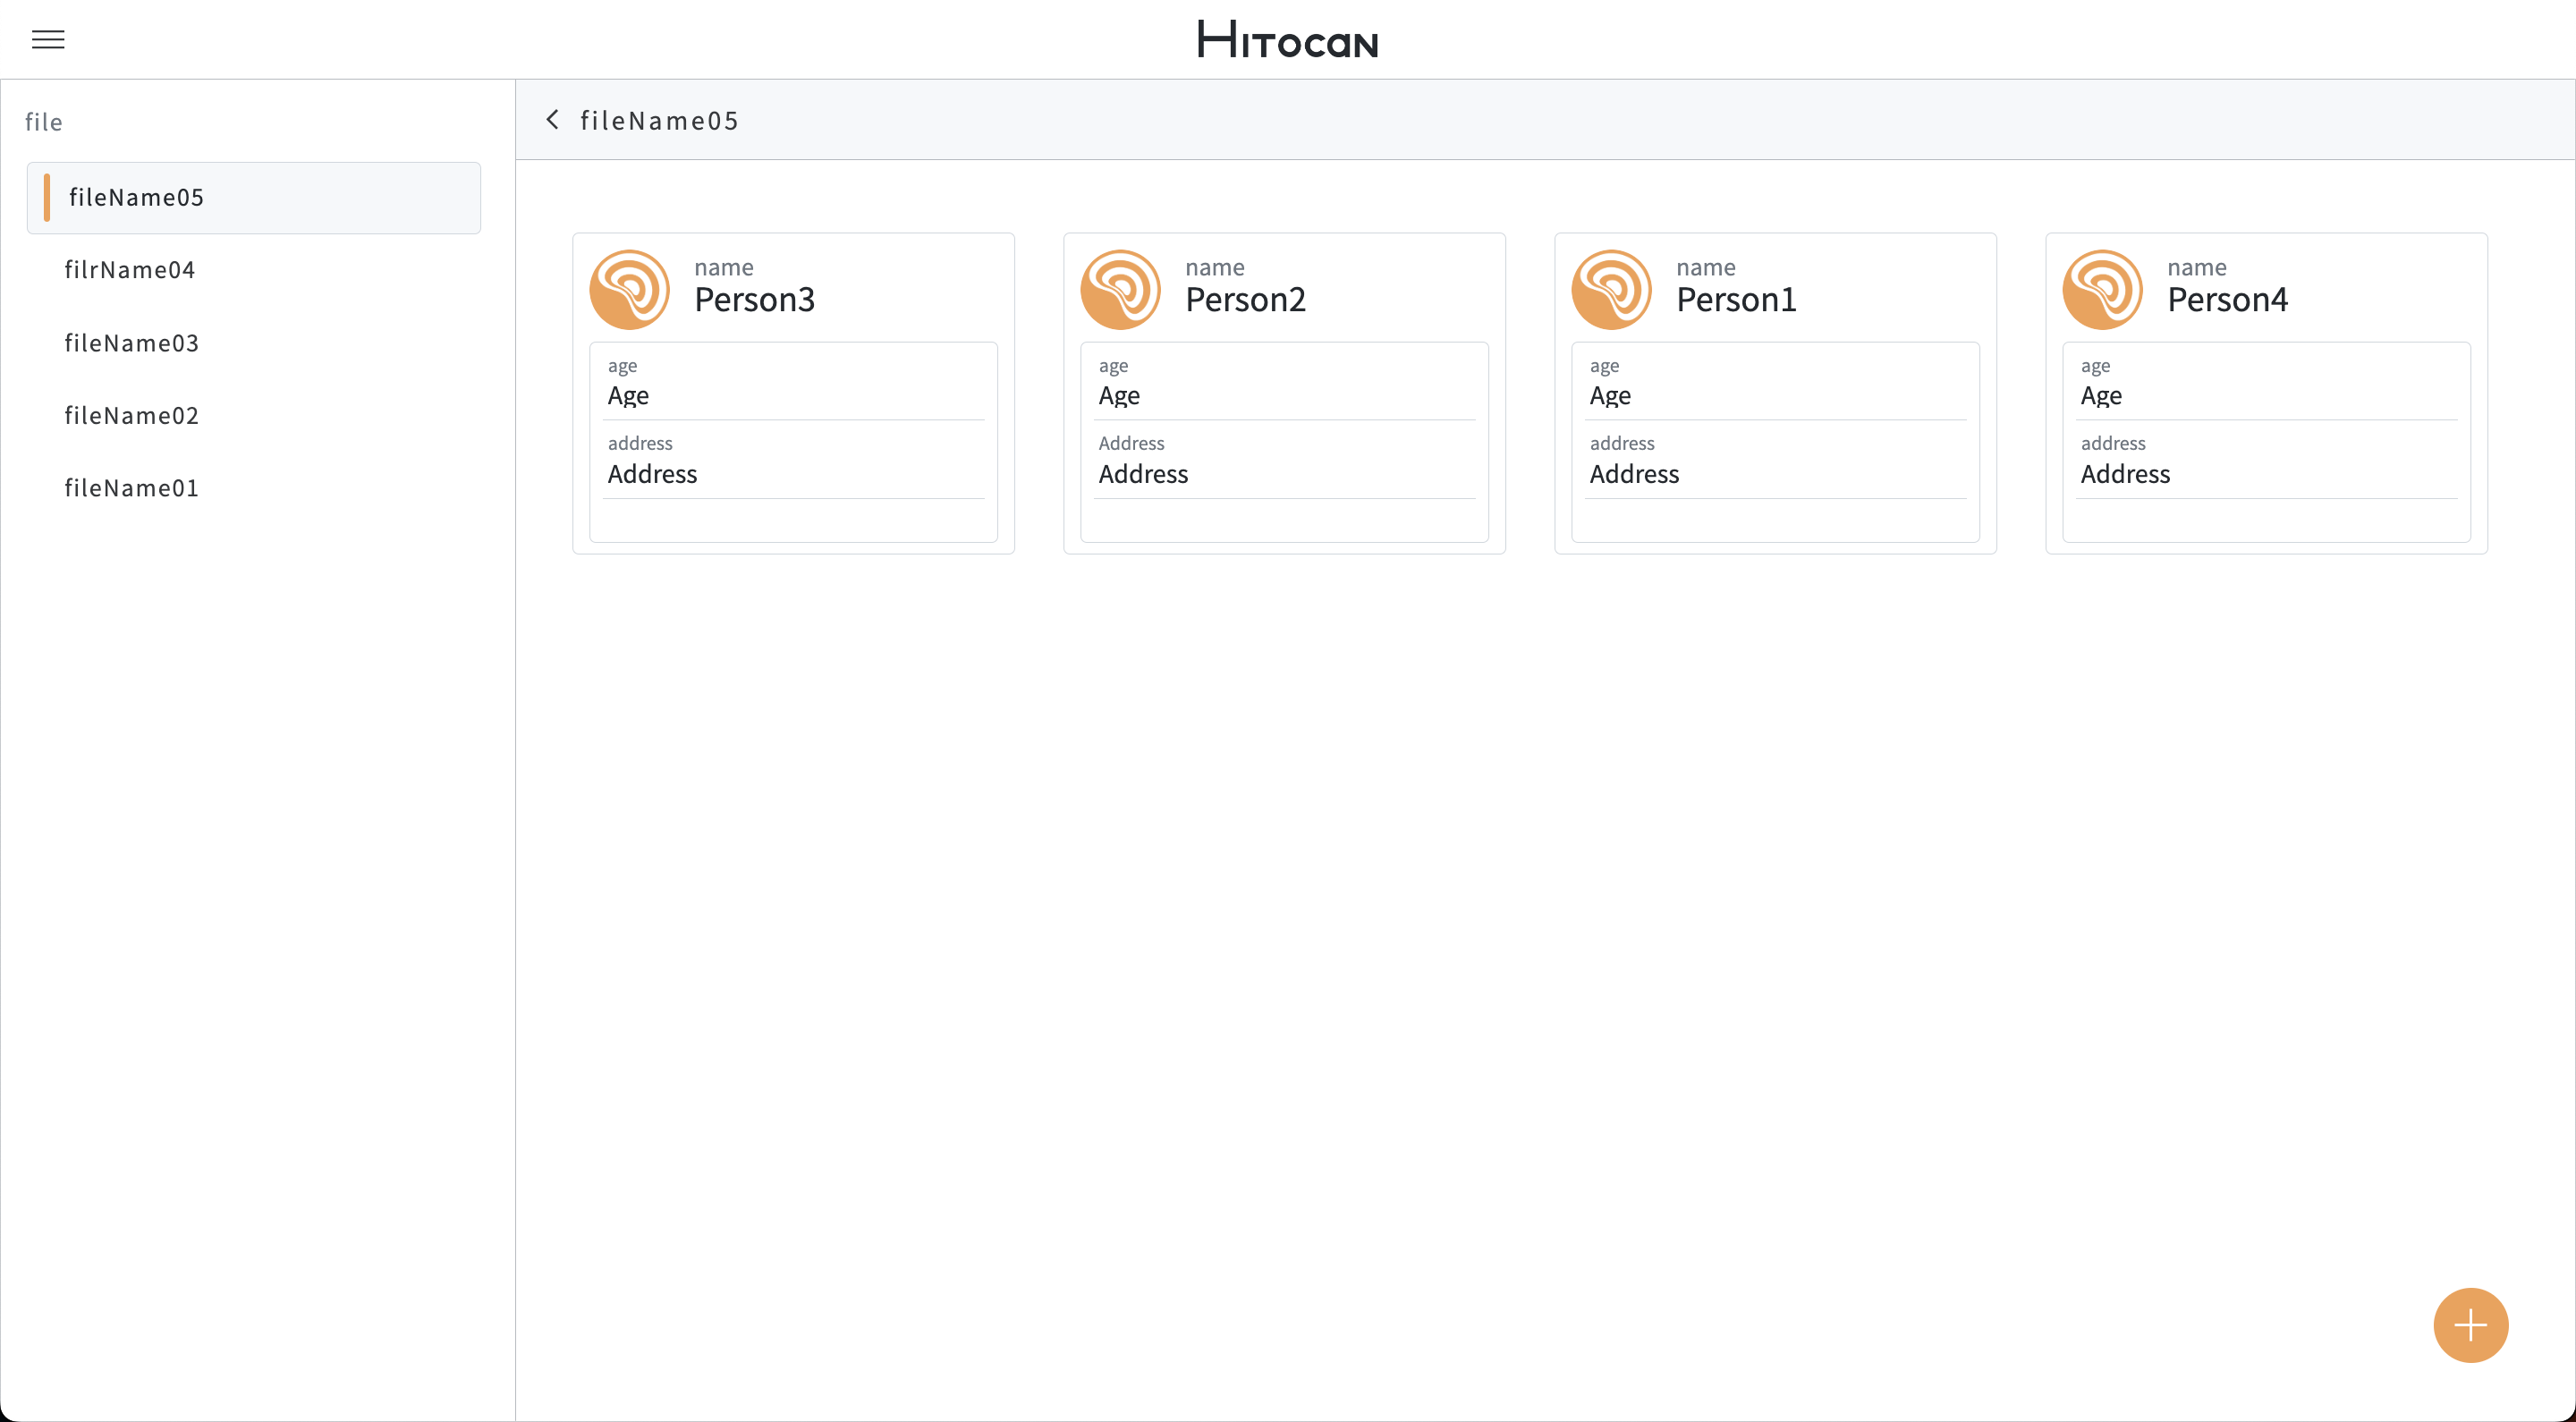 HITOCAN
file
fileName05
filrName04
fileName03
fileName02
fileName01
fileName05
name
Person3
age
Age
address
Address
name
Person2
age
Age
Address
Address
name
Person1
age
Age
address
Address
name
Person4
age
Age
address
Address